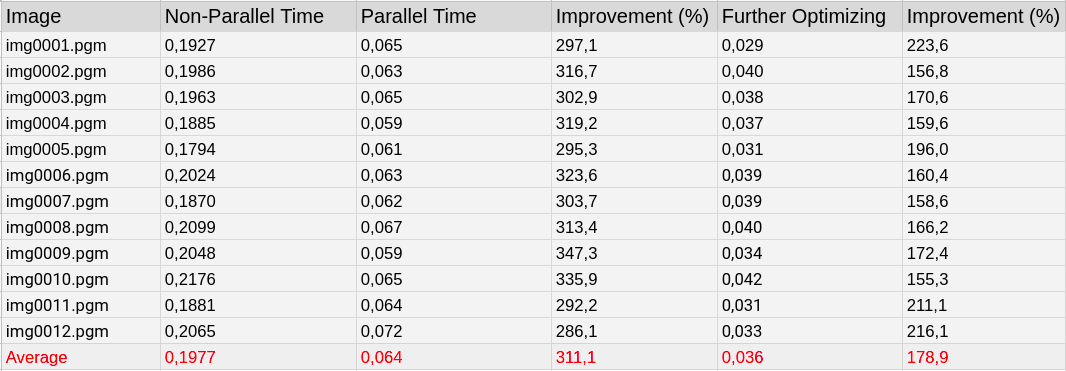 Image Non-Parallel Time Parallel Time Improvement (%) Further Optimizing Improvement (%)
img0001.pgm 0,1927 0,065 297,1 0,029 223,6
img0002.pgm 0,1986 0,063 316,7 0,040 156,8
img0003.pgm 0,1963 0,065 302,9 0,038 170,6
img0004.pgm 0,1885 0,059 319,2 0,037 159,6
img0005.pgm 0,1794 0,061 295,3 0,031 196,0
img0006.pgm 0,2024 0,063 323,6 0,039 160,4
img0007.pgm 0,1870 0,062 303,7 0,039 158,6
img0008.pgm 0,2099 0,067 313,4 0,040 166,2
img0009.pgm 0,2048 0,059 347,3 0,034 172,4
img0010.pgm 0,2176 0,065 335,9 0,042 155,3
img0011.pgm 0,1881 0,064 292,2 0,031 211,1
img0012.pgm 0,2065 0,072 286,1 0,033 216,1
Average 0,1977 0,064 311,1 0,036 178,9